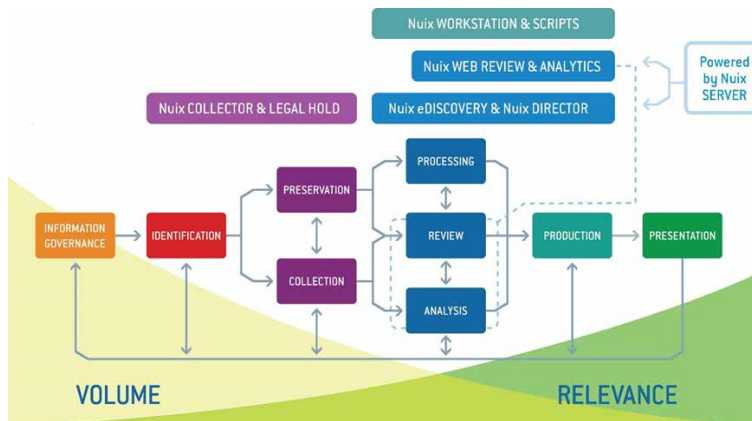 Nuix WORKSTATION & SCRIPTS
Nuix WEB REVIEW & ANALYTICS
Powered
by Nuix
SERVER
Nuix COLLECTOR & LEGAL HOLD
Nuix eDISCOVERY & Nuix DIRECTOR
PROCESSING
PRESERVATION
INFORMATION
GOVERNANCE
IDENTIFICATION
REVIEW
PRODUCTION
PRESENTATION
COLLECTION
ANALYSIS
VOLUME
RELEVANCE